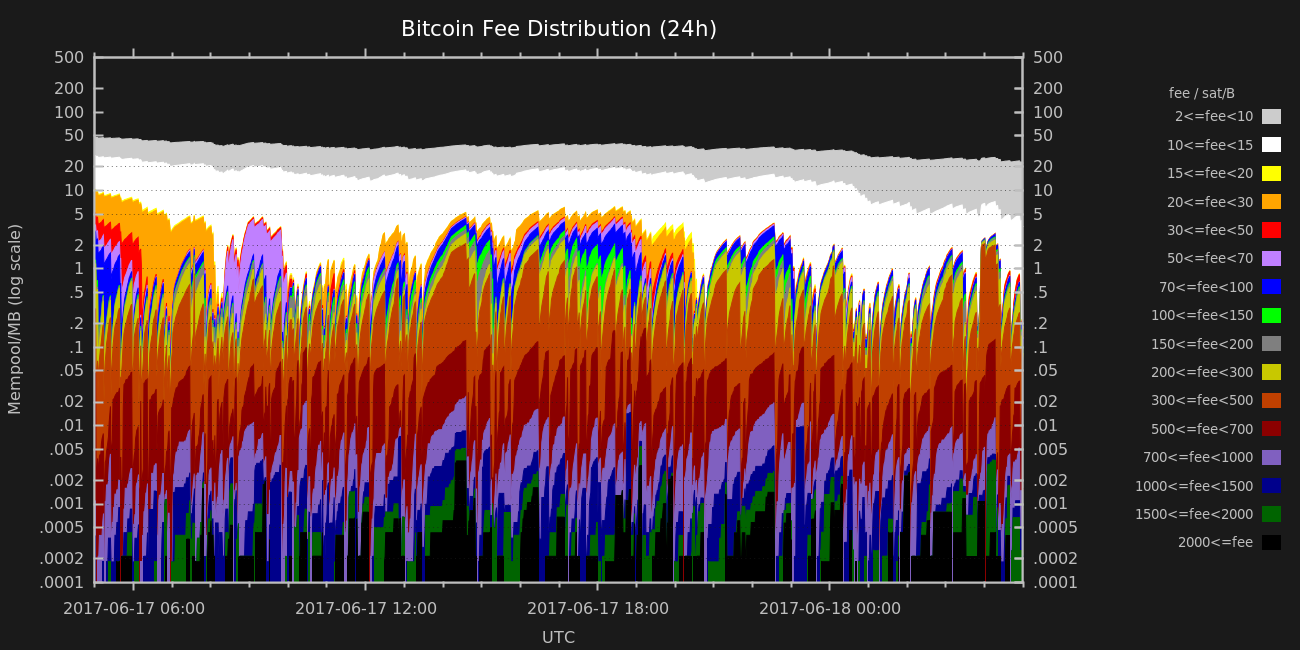 Bitcoin Fee Distribution (24h)
500
200
100
50
20
10
5
2
1
.5
.2
.1
.05
.02
.01
.005
.002
.001
.0005
.0002
.0001
Mempool/MB (log scale)
500
200
100
50
20
10
5
2
1
.5
.2
.1
.05
.02
.01
.005
.002
.001
.0005
.0002
.0001
2017-06-17 06:00
2017-06-17 12:00
2017-06-17 18:00
2017-06-18 00:00
UTC
fee / sat/B
2<=fee<10
10<=fee<15
15<=fee<20
20<=fee<30
30<=fee<50
50<=fee<70
70<=fee<100
100<=fee<150
150<=fee<200
200<=fee<300
300<=fee<500
500<=fee<700
700<=fee<1000
1000<=fee<1500
1500<=fee<2000
2000<=fee